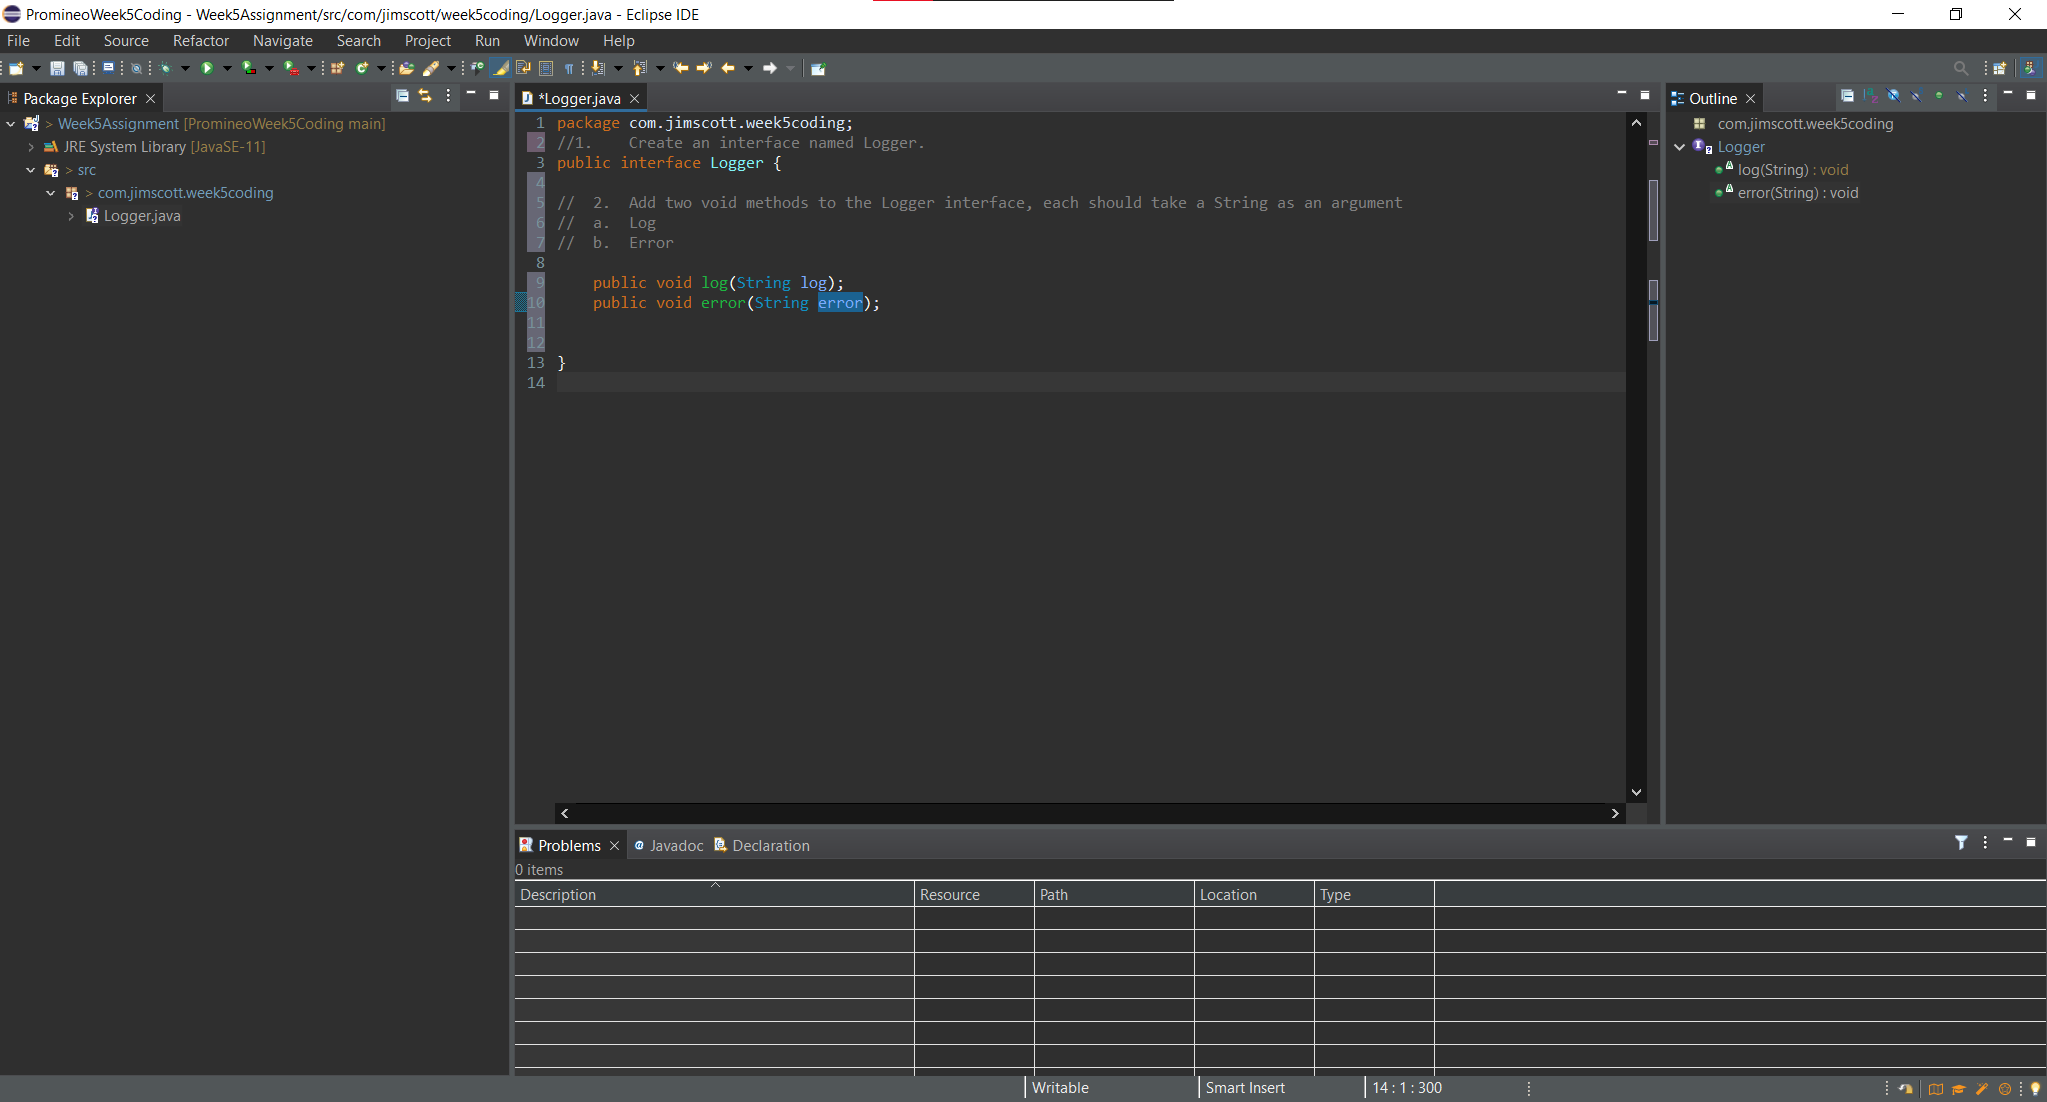 PromineoWeek5Coding - Week5Assignment/src/com/jimscott/week5coding/Logger.java - Eclipse IDE
File Edit Source Refactor Navigate Search Project Run Window Help
Package Explorer
> Week5Assignment [PromineoWeek5Coding main]
JRE System Library [JavaSE-11]
> src
> com.jimscott.week5coding
Logger.java
*Logger.java
1 package com.jimscott.week5coding;
2 //1. Create an interface named Logger.
3 public interface Logger {
4
5 // 2. Add two void methods to the Logger interface, each should take a String as an argument
6 // a. Log
7 // b. Error
8
9 public void log(String log);
10 public void error(String error);
11
12
13 }
14
Outline
com.jimscott.week5coding
Logger
log(String) : void
error(String) : void
Problems Javadoc Declaration
0 items
Description Resource Path Location Type
Writable Smart Insert 14 : 1 : 300